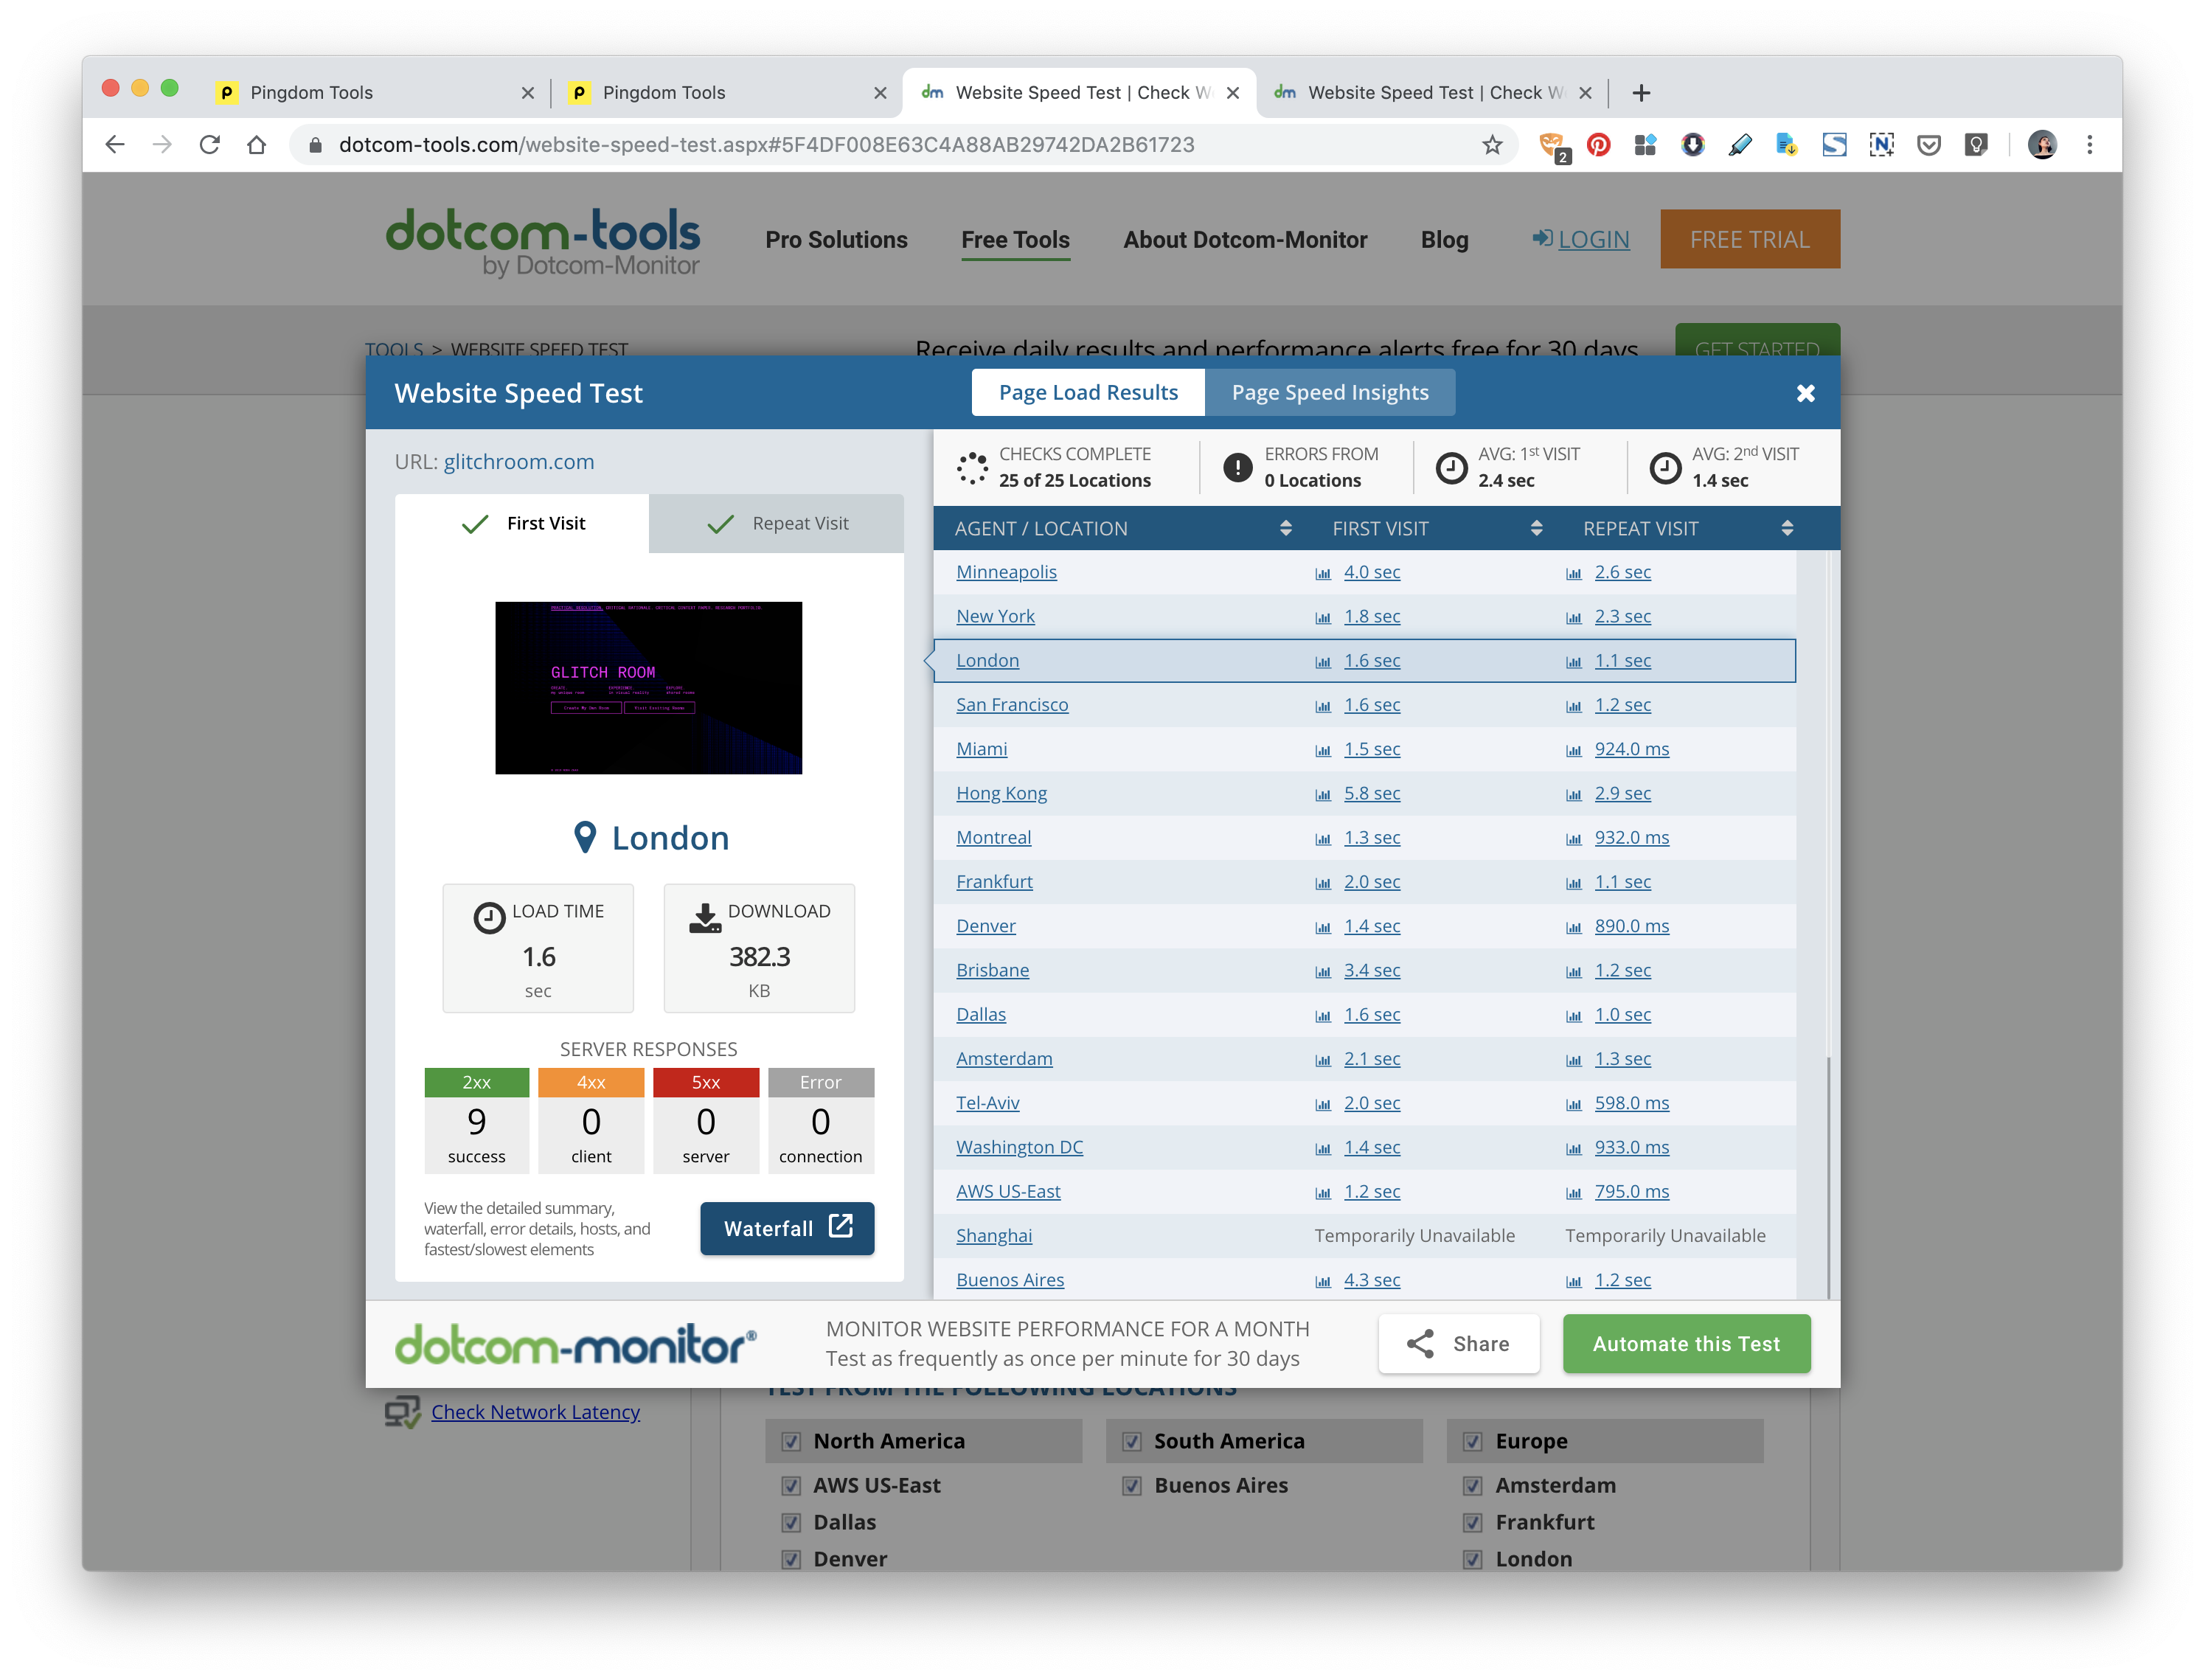 Pingdom Tools
Pingdom Tools
Website Speed Test | Check W
Website Speed Test | Check W
dotcom-tools.com/website-speed-test.aspx#5F4DF008E63C4A88AB29742DA2B61723
2
dotcom-tools
by Dotcom-Monitor
Pro Solutions
Free Tools
About Dotcom-Monitor
Blog
LOGIN
FREE TRIAL
TOOLS > WEBSITE SPEED TEST
Receive daily results and performance alerts free for 30 days
GET STARTED
Website Speed Test
Page Load Results
Page Speed Insights
URL: glitchroom.com
First Visit
Repeat Visit
GLITCH ROOM
Create My Own Room
Visit Existing Rooms
London
LOAD TIME
1.6
sec
DOWNLOAD
382.3
KB
SERVER RESPONSES
2xx
9
success
4xx
0
client
5xx
0
server
Error
0
connection
View the detailed summary,
waterfall, error details, hosts, and
fastest/slowest elements
Waterfall
CHECKS COMPLETE
25 of 25 Locations
ERRORS FROM
0 Locations
AVG: 1st VISIT
2.4 sec
AVG: 2nd VISIT
1.4 sec
AGENT / LOCATION FIRST VISIT REPEAT VISIT
Minneapolis 4.0 sec 2.6 sec
New York 1.8 sec 2.3 sec
London 1.6 sec 1.1 sec
San Francisco 1.6 sec 1.2 sec
Miami 1.5 sec 924.0 ms
Hong Kong 5.8 sec 2.9 sec
Montreal 1.3 sec 932.0 ms
Frankfurt 2.0 sec 1.1 sec
Denver 1.4 sec 890.0 ms
Brisbane 3.4 sec 1.2 sec
Dallas 1.6 sec 1.0 sec
Amsterdam 2.1 sec 1.3 sec
Tel-Aviv 2.0 sec 598.0 ms
Washington DC 1.4 sec 933.0 ms
AWS US-East 1.2 sec 795.0 ms
Shanghai Temporarily Unavailable Temporarily Unavailable
Buenos Aires 4.3 sec 1.2 sec
dotcom-monitor®
MONITOR WEBSITE PERFORMANCE FOR A MONTH
Test as frequently as once per minute for 30 days
Share
Automate this Test
TEST FROM THE FOLLOWING LOCATIONS
Check Network Latency
North America
AWS US-East
Dallas
Denver
South America
Buenos Aires
Europe
Amsterdam
Frankfurt
London